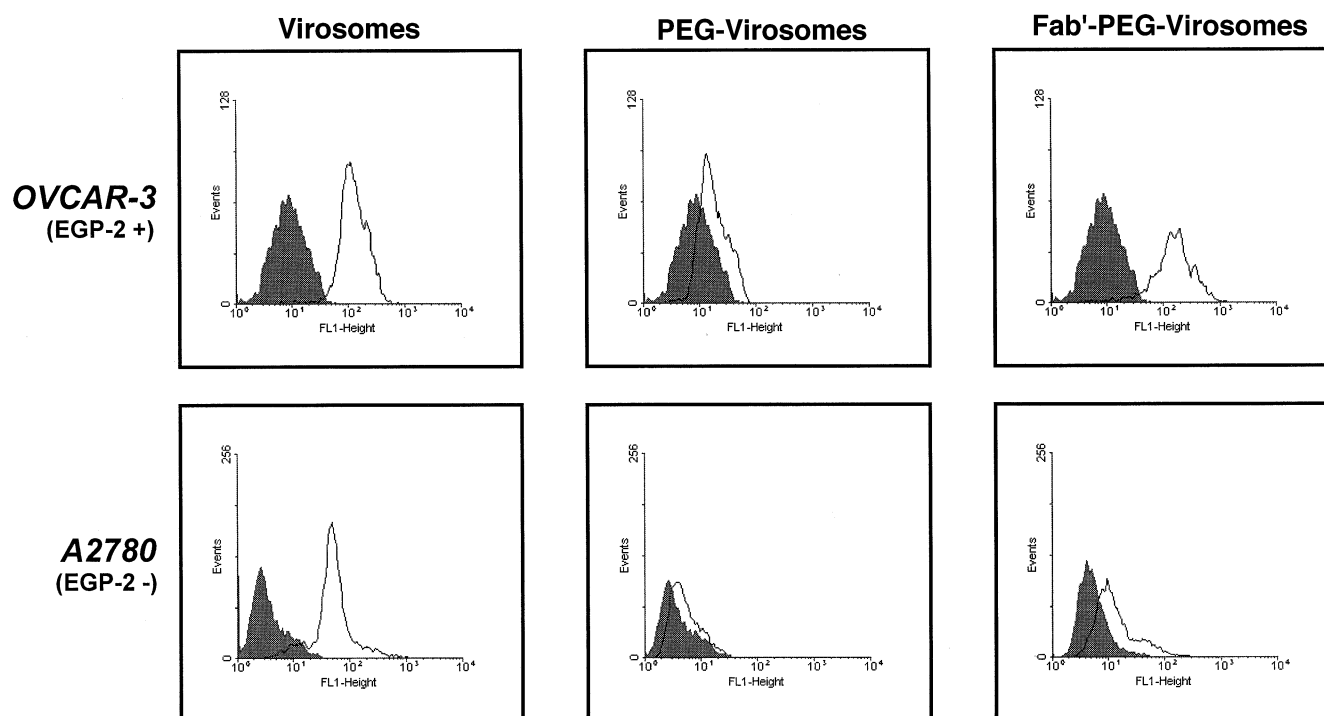 Virosomes
PEG-Virosomes
Fab'-PEG-Virosomes
OVCAR-3
(EGP-2 +)
128
Events
0
10⁰ 10¹ 10² 10³ 10⁴
FL1-Height
128
Events
0
10⁰ 10¹ 10² 10³ 10⁴
FL1-Height
128
Events
0
10⁰ 10¹ 10² 10³ 10⁴
FL1-Height
A2780
(EGP-2 -)
256
Events
0
10⁰ 10¹ 10² 10³ 10⁴
FL1-Height
256
Events
0
10⁰ 10¹ 10² 10³ 10⁴
FL1-Height
256
Events
0
10⁰ 10¹ 10² 10³ 10⁴
FL1-Height